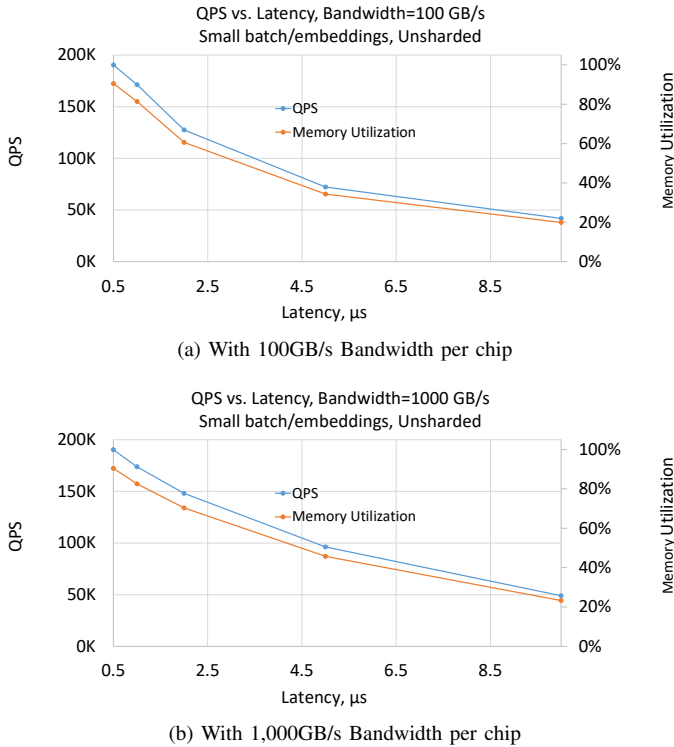 QPS vs. Latency, Bandwidth=100 GB/s
Small batch/embeddings, Unsharded
200K
150K
100K
50K
0K
QPS
100%
80%
60%
40%
20%
0%
Memory Utilization
QPS
Memory Utilization
0.5 2.5 4.5 6.5 8.5
Latency, μs
(a) With 100GB/s Bandwidth per chip
QPS vs. Latency, Bandwidth=1000 GB/s
Small batch/embeddings, Unsharded
200K
150K
100K
50K
0K
QPS
100%
80%
60%
40%
20%
0%
Memory Utilization
QPS
Memory Utilization
0.5 2.5 4.5 6.5 8.5
Latency, μs
(b) With 1,000GB/s Bandwidth per chip